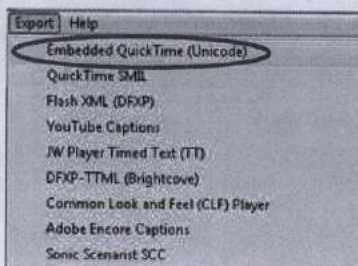 Export Help
Embedded QuickTime (Unicode)
QuickTime SMIL
Flash XML (DFXP)
YouTube Captions
JW Player Timed Text (TT)
DFXP-TTML (Brightcove)
Common Look and Feel (CLF) Player
Adobe Encore Captions
Sonic Scenarist SCC